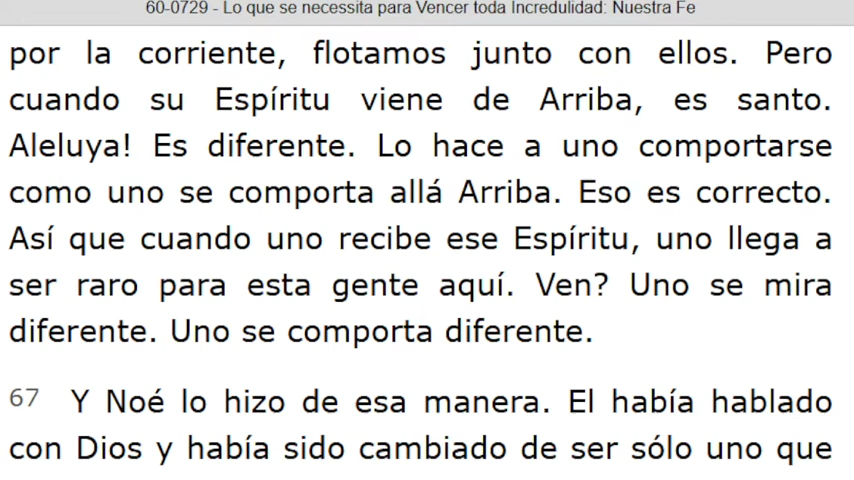 60-0729 - Lo que se necessita para Vencer toda Incredulidad: Nuestra Fe
por la corriente, flotamos junto con ellos. Pero
cuando su Espíritu viene de Arriba, es santo.
Aleluya! Es diferente. Lo hace a uno comportarse
como uno se comporta allá Arriba. Eso es correcto.
Así que cuando uno recibe ese Espíritu, uno llega a
ser raro para esta gente aquí. Ven? Uno se mira
diferente. Uno se comporta diferente.
67 Y Noé lo hizo de esa manera. El había hablado
con Dios y había sido cambiado de ser sólo uno que